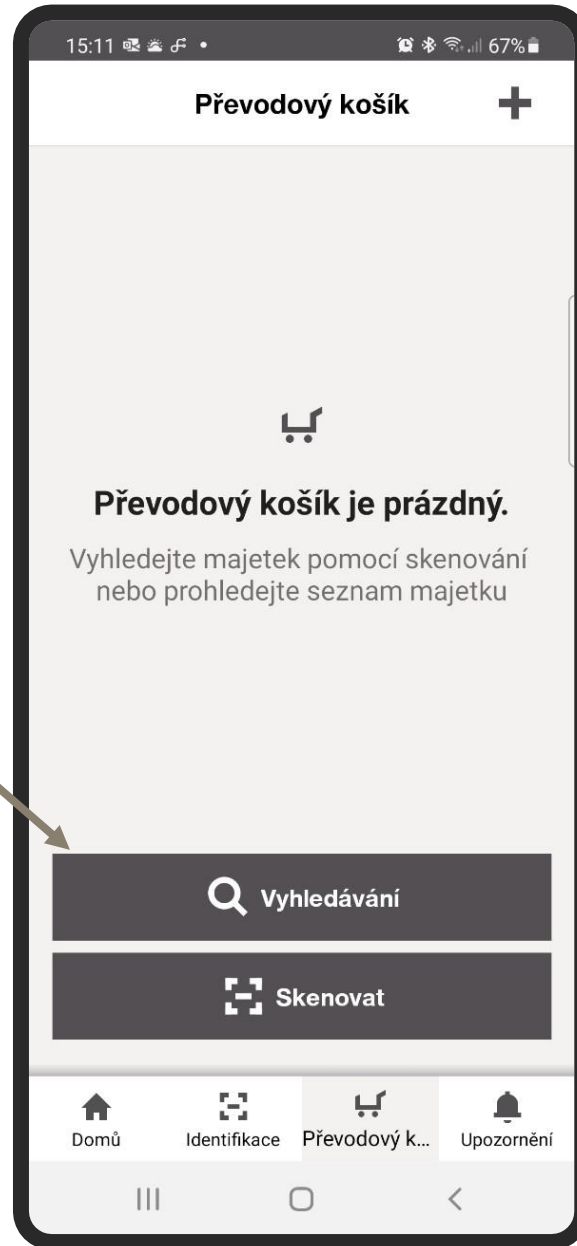 15:11 67%
Převodový košík
Převodový košík je prázdný.
Vyhledejte majetek pomocí skenování
nebo prohledejte seznam majetku
Vyhledávání
Skenovat
Domů Identifikace Převodový k... Upozornění